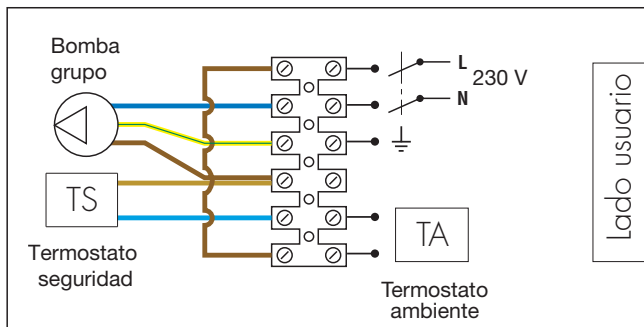 Bomba
grupo
L
230 V
N
TS
Termostato
seguridad
TA
Termostato
ambiente
Lado usuario